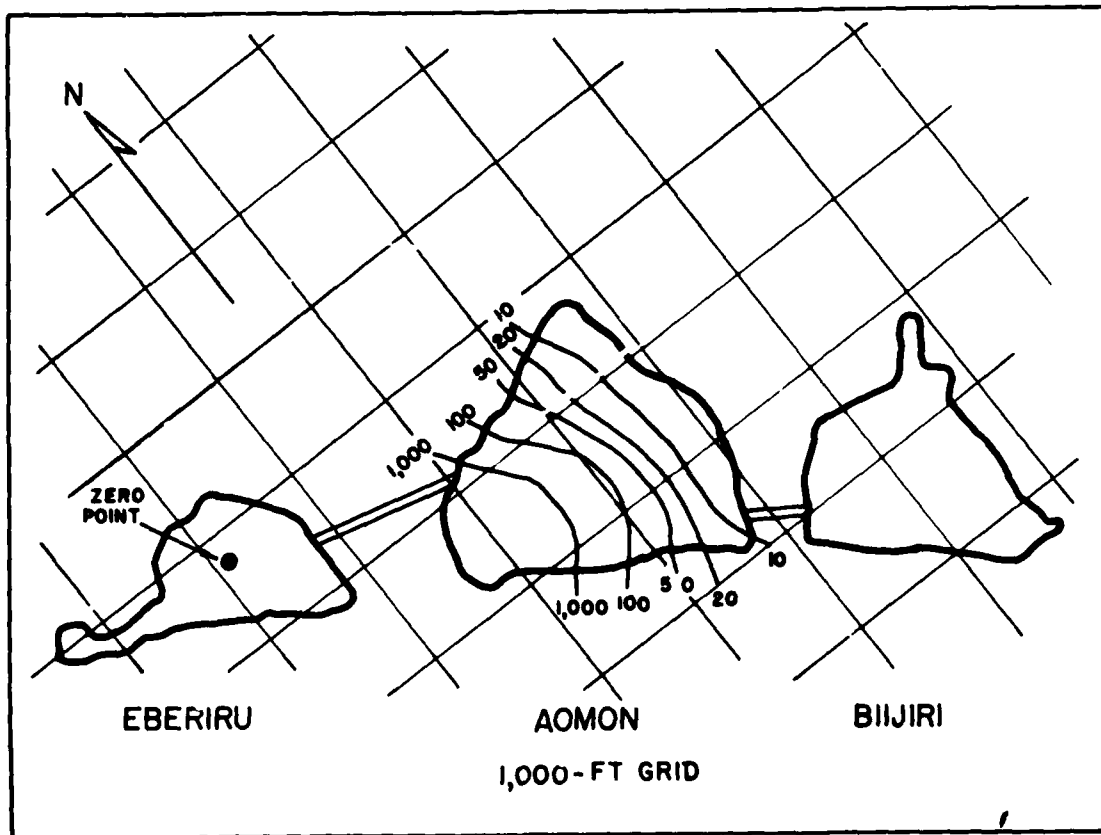 N
10
20
50
100
1,000
ZERO
POINT
1,000
100
5 0
20
10
EBERIRU
AOMON
BIIJIRI
1,000-FT GRID